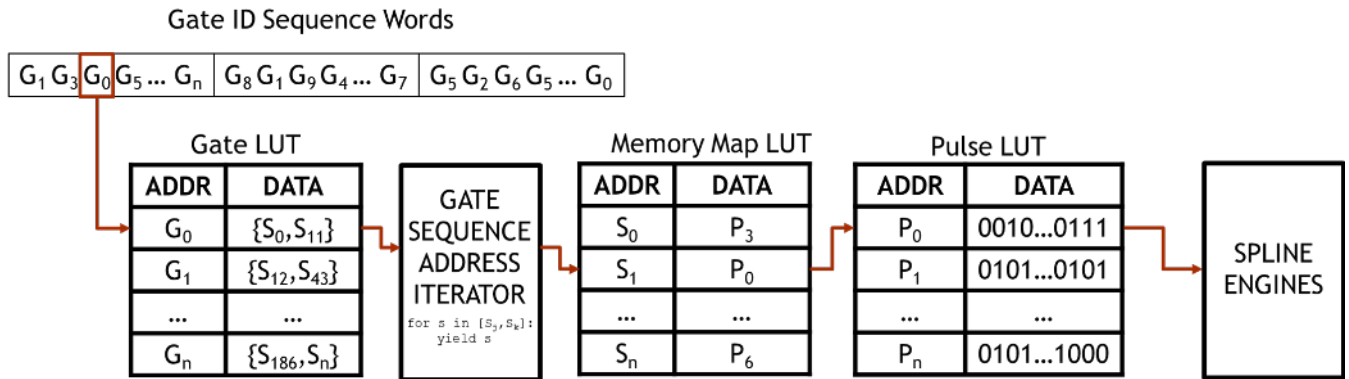 Gate ID Sequence Words
G₁ G₃ G₀ G₅ ... Gₙ G₈ G₁ G₉ G₄ ... G₇ G₅ G₂ G₆ G₅ ... G₀
Gate LUT
ADDR DATA
G₀ {S₀,S₁₁}
G₁ {S₁₂,S₄₃}
... ...
Gₙ {S₁₈₆,Sₙ}
GATE
SEQUENCE
ADDRESS
ITERATOR
for s in [Sⱼ,Sₖ]:
yield s
Memory Map LUT
ADDR DATA
S₀ P₃
S₁ P₀
... ...
Sₙ P₆
Pulse LUT
ADDR DATA
P₀ 0010...0111
P₁ 0101...0101
... ...
Pₙ 0101...1000
SPLINE
ENGINES